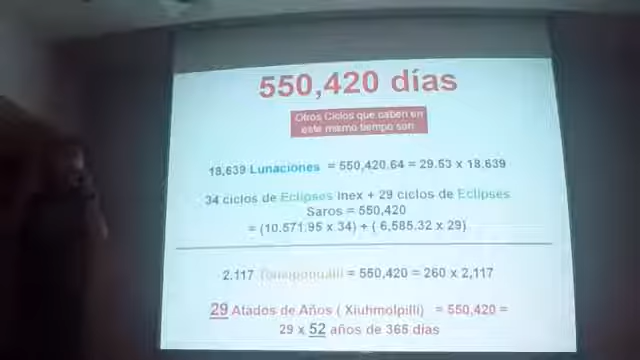 550,420 días
Otros Ciclos que caben en
este mismo tiempo son
18,639 Lunaciones = 550,420.64 = 29.53 x 18.639
34 ciclos de Eclipses Inex + 29 ciclos de Eclipses
Saros = 550,420
= (10.571.95 x 34) + ( 6,585.32 x 29)
2.117 = 550,420 = 260 x 2,117
29 Atados de Años ( Xiuhmolpilli) = 550,420 =
29 x 52 años de 365 días